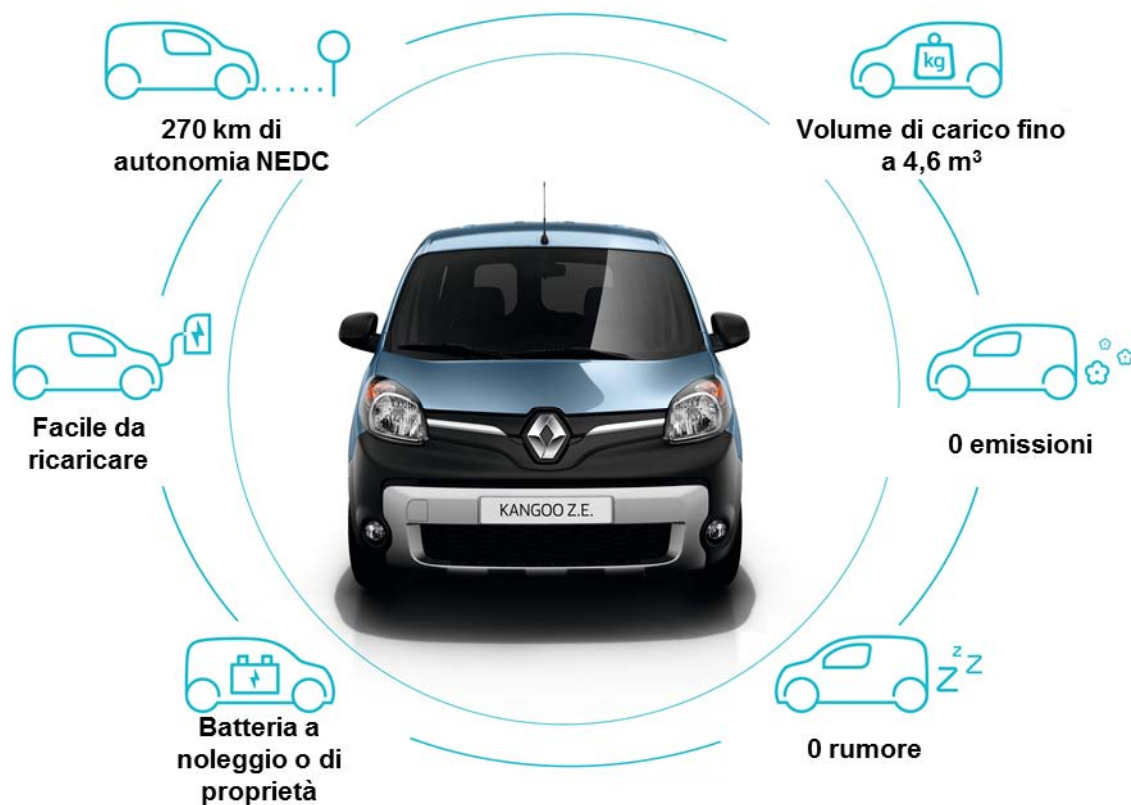 270 km di
autonomia NEDC
kg
Volume di carico fino
a 4,6 m³
Facile da
ricaricare
0 emissioni
KANGOO Z.E.
Batteria a
noleggio o di
proprietà
z z z
0 rumore